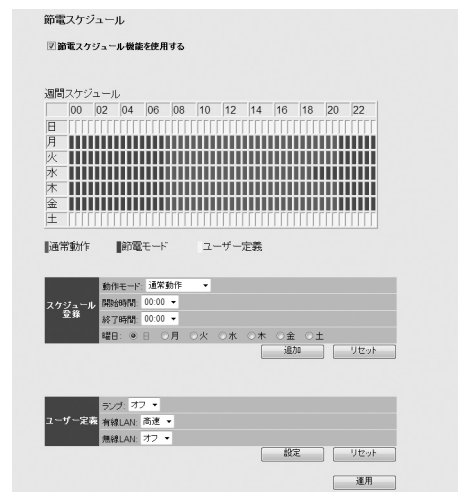 節電スケジュール
節電スケジュール機能を使用する
週間スケジュール
00 02 04 06 08 10 12 14 16 18 20 22
日
月
火
水
木
金
土
通常動作 節電モード ユーザー定義
スケジュール登録
動作モード: 通常動作
開始時間: 00:00
終了時間: 00:00
曜日: 日 月 火 水 木 金 土
追加 リセット
ユーザー定義
ランプ: オフ
有線LAN: 高速
無線LAN: オフ
設定 リセット
適用